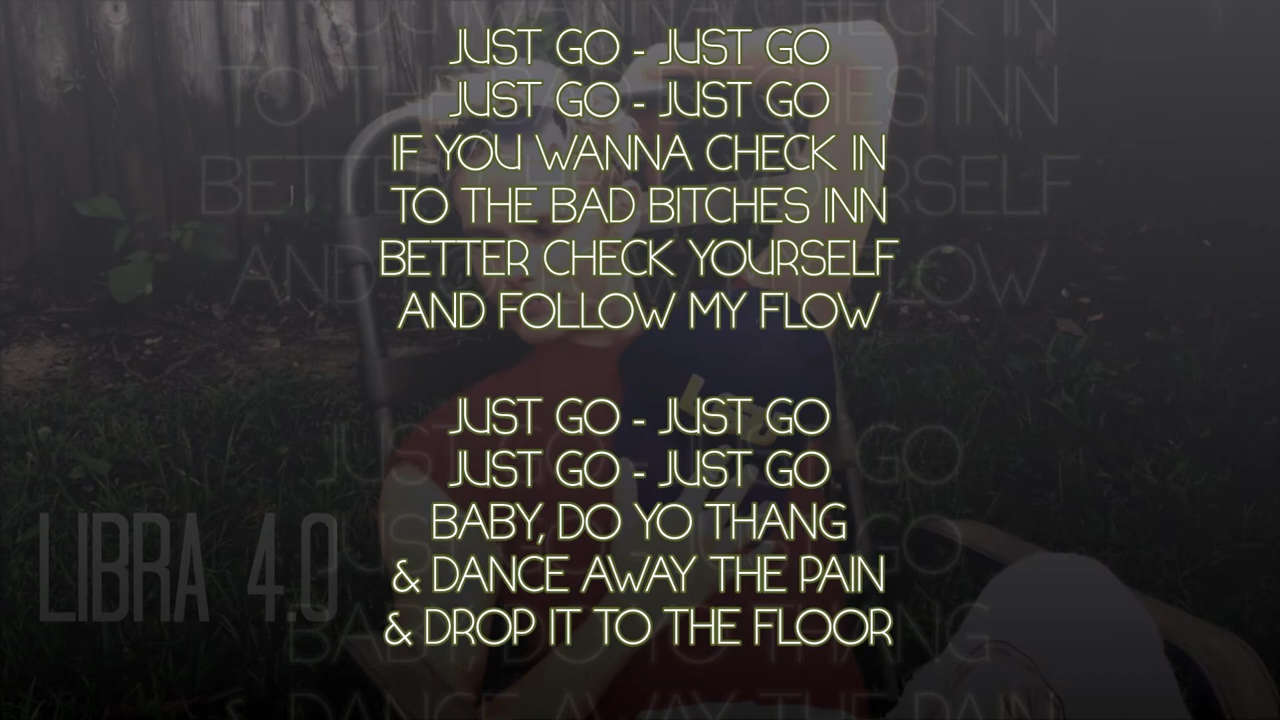 JUST GO - JUST GO
JUST GO - JUST GO
IF YOU WANNA CHECK IN
TO THE BAD BITCHES INN
BETTER CHECK YOURSELF
AND FOLLOW MY FLOW
JUST GO - JUST GO
JUST GO - JUST GO
BABY, DO YO THANG
& DANCE AWAY THE PAIN
& DROP IT TO THE FLOOR
LIBRA 4.0